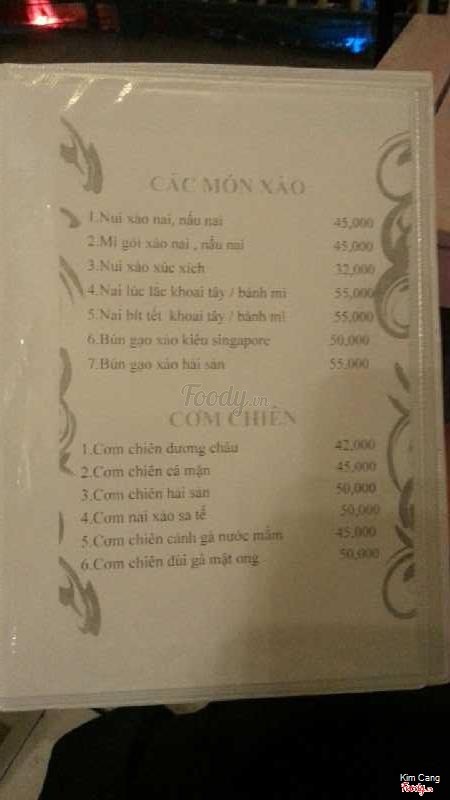 CÁC MÓN XÀO
1.Nui xào nai, nấu nai 45,000
2.Mì gói xào nai , nấu nai 45,000
3.Nui xào xúc xích 32,000
4.Nai lúc lắc khoai tây / bánh mì 55,000
5.Nai bít tết khoai tây / bánh mì 55,000
6.Bún gạo xào kiểu singapore 50,000
7.Bún gạo xào hải sản 55,000
Foody.vn
CƠM CHIÊN
1.Cơm chiên dương châu 42,000
2.Cơm chiên cá mặn 45,000
3.Cơm chiên hải sản 50,000
4.Cơm nai xào sa tế 50,000
5.Cơm chiên cánh gà nước mắm 45,000
6.Cơm chiên đùi gà mật ong 50,000
Kim Cang
Foody.vn